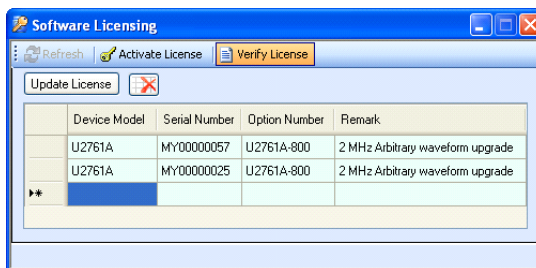 Software Licensing
Refresh Activate License Verify License
Update License
Device Model Serial Number Option Number Remark
U2761A MY00000057 U2761A-800 2 MHz Arbitrary waveform upgrade
U2761A MY00000025 U2761A-800 2 MHz Arbitrary waveform upgrade